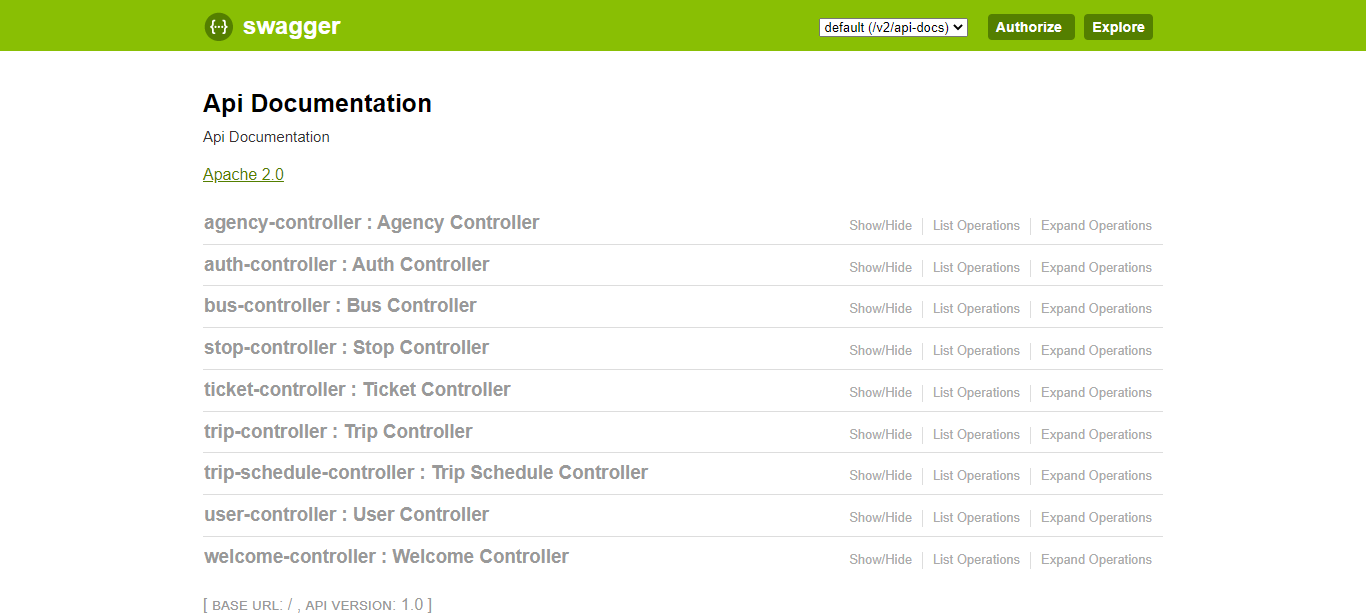 {···} swagger default (/v2/api-docs) Authorize Explore
Api Documentation
Api Documentation
Apache 2.0
agency-controller : Agency Controller Show/Hide List Operations Expand Operations
auth-controller : Auth Controller Show/Hide List Operations Expand Operations
bus-controller : Bus Controller Show/Hide List Operations Expand Operations
stop-controller : Stop Controller Show/Hide List Operations Expand Operations
ticket-controller : Ticket Controller Show/Hide List Operations Expand Operations
trip-controller : Trip Controller Show/Hide List Operations Expand Operations
trip-schedule-controller : Trip Schedule Controller Show/Hide List Operations Expand Operations
user-controller : User Controller Show/Hide List Operations Expand Operations
welcome-controller : Welcome Controller Show/Hide List Operations Expand Operations
[ BASE URL: / , API VERSION: 1.0 ]